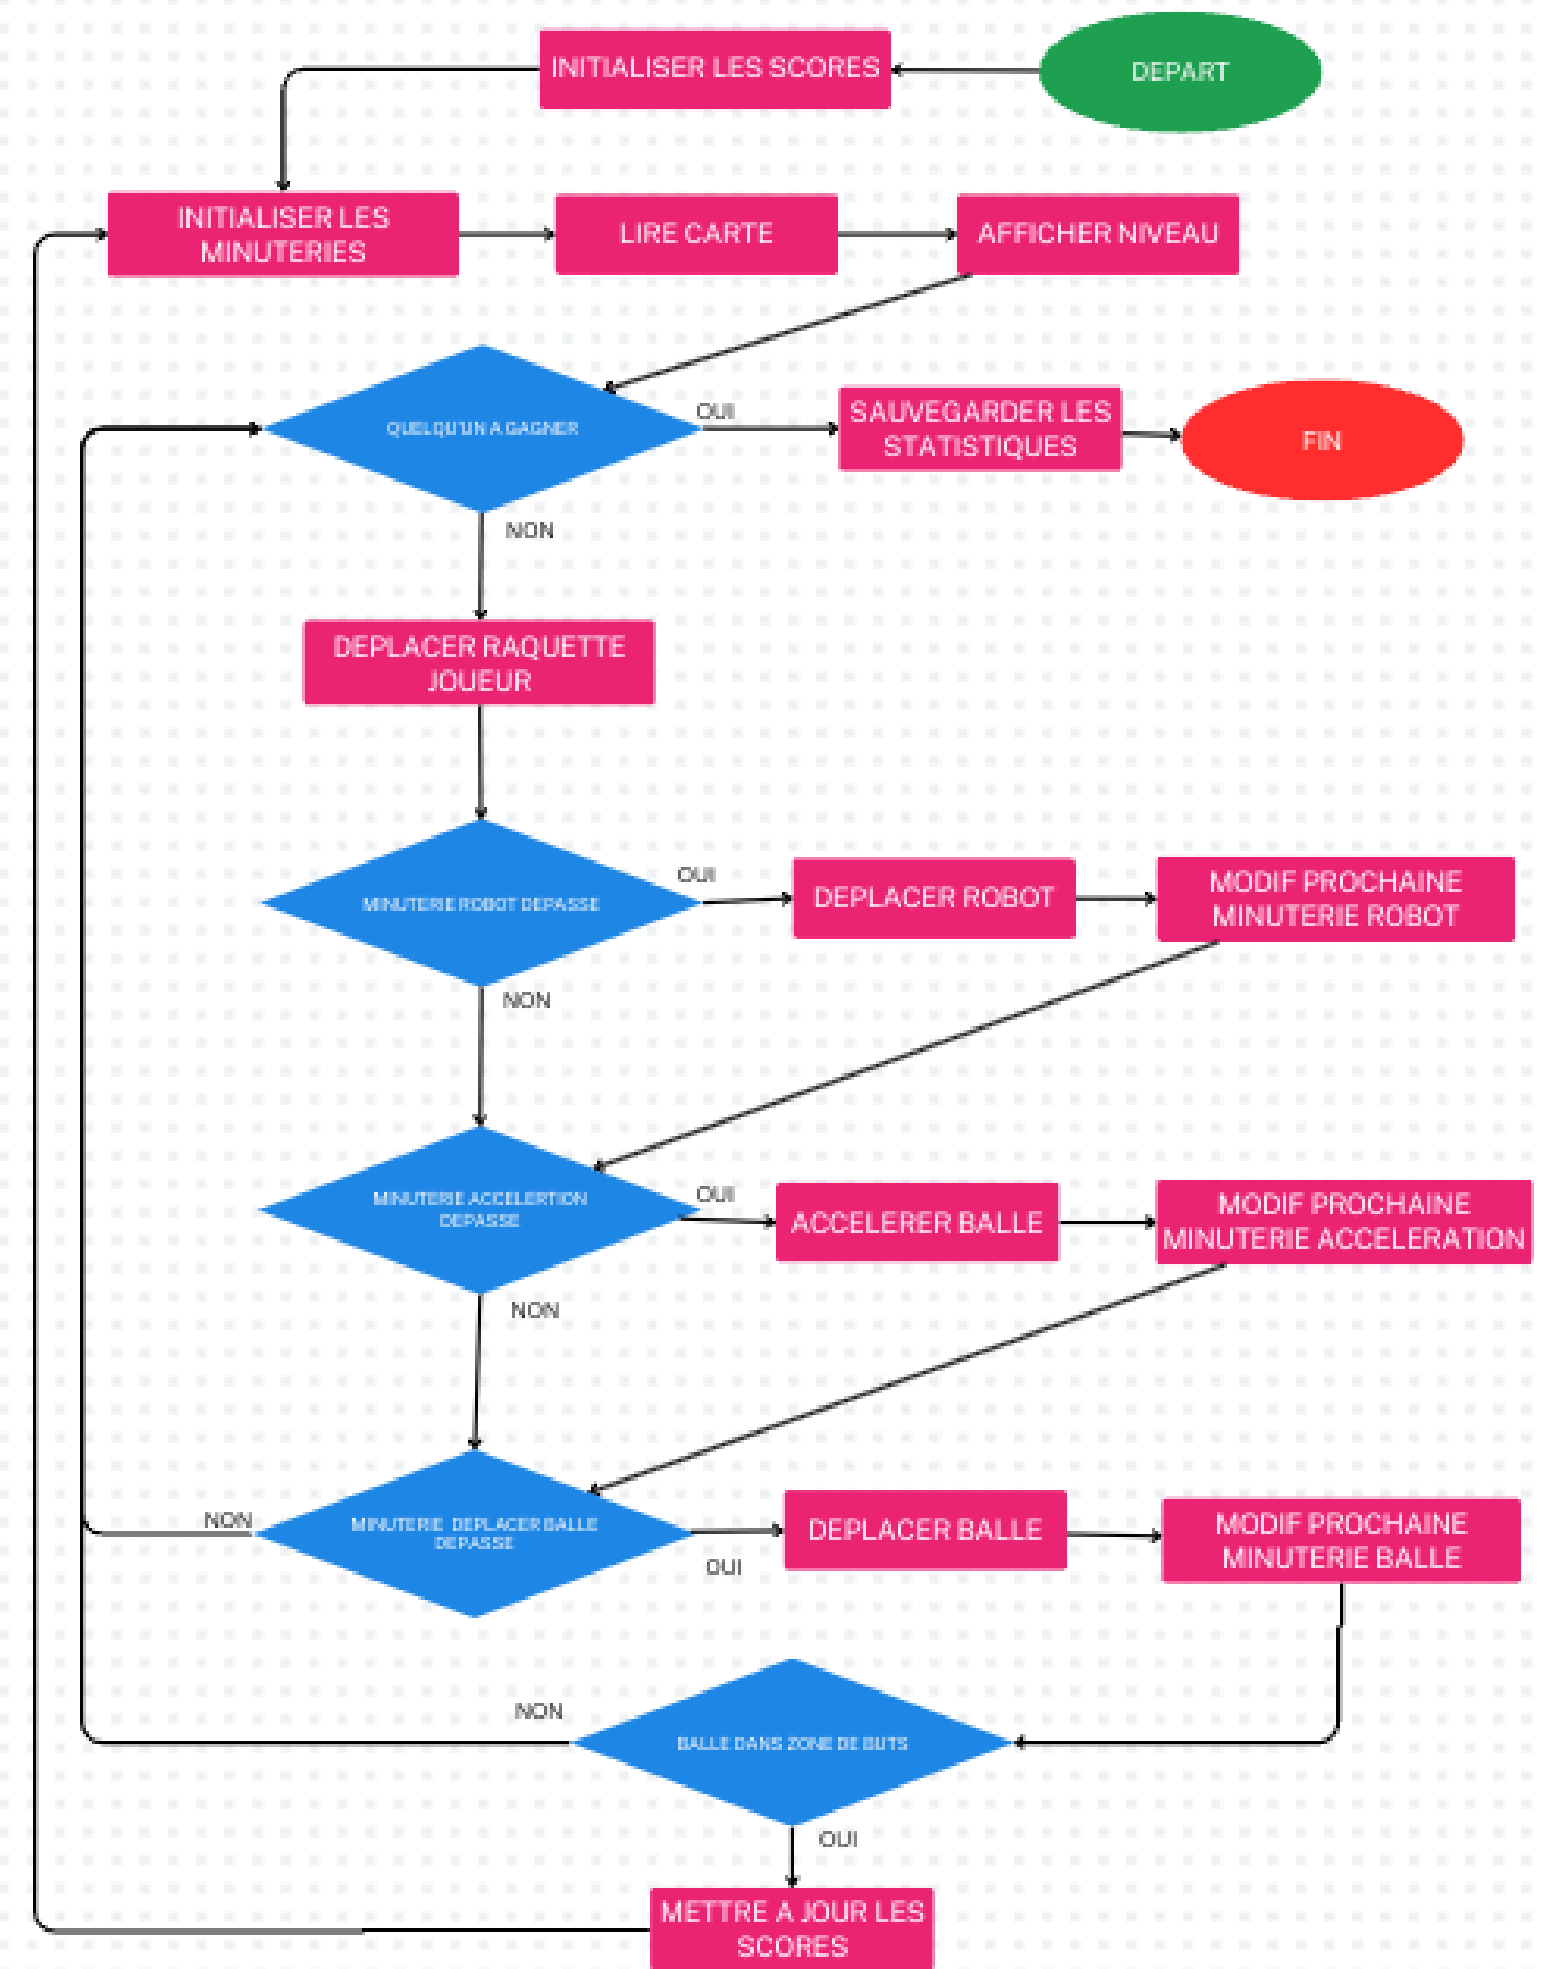 DEPART
INITIALISER LES SCORES
INITIALISER LES
MINUTERIES
LIRE CARTE
AFFICHER NIVEAU
QUELQU'UN A GAGNER
OUI
SAUVEGARDER LES
STATISTIQUES
FIN
NON
DEPLACER RAQUETTE
JOUEUR
MINUTERIE ROBOT DEPASSE
OUI
DEPLACER ROBOT
MODIF PROCHAINE
MINUTERIE ROBOT
NON
MINUTERIE ACCELERTION
DEPASSE
OUI
ACCELERER BALLE
MODIF PROCHAINE
MINUTERIE ACCELERATION
NON
MINUTERIE DEPLACER BALLE
DEPASSE
NON
OUI
DEPLACER BALLE
MODIF PROCHAINE
MINUTERIE BALLE
BALLE DANS ZONE DE BUTS
NON
OUI
METTRE A JOUR LES
SCORES